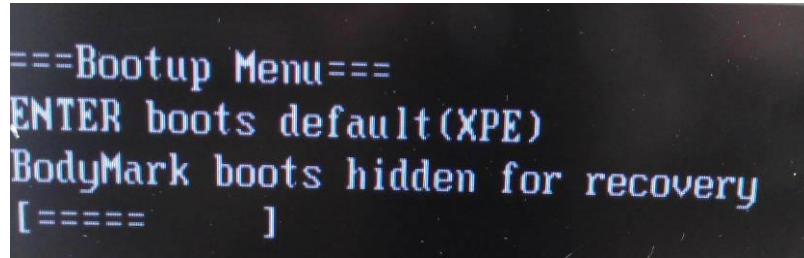 ===Bootup Menu===
ENTER boots default(XPE)
BodyMark boots hidden for recovery
[=====        ]